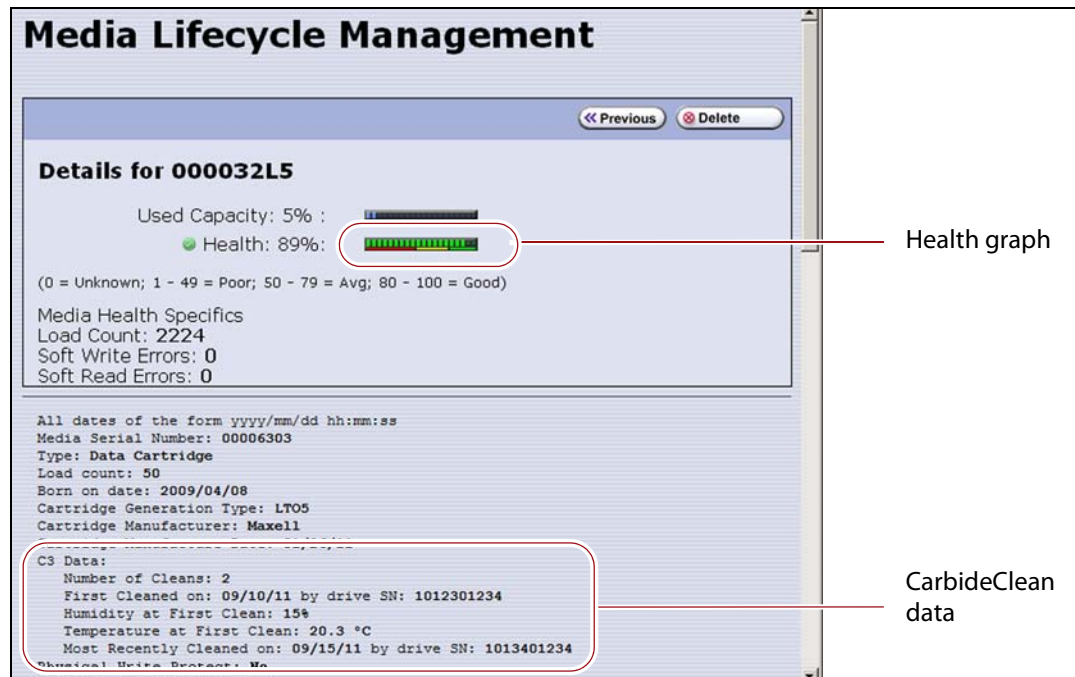 Media Lifecycle Management
Previous
Delete
Details for 000032L5
Used Capacity: 5% :
Health: 89%:
Health graph
(0 = Unknown; 1 - 49 = Poor; 50 - 79 = Avg; 80 - 100 = Good)
Media Health Specifics
Load Count: 2224
Soft Write Errors: 0
Soft Read Errors: 0
All dates of the form yyyy/mm/dd hh:mm:ss
Media Serial Number: 00006303
Type: Data Cartridge
Load count: 50
Born on date: 2009/04/08
Cartridge Generation Type: LTO5
Cartridge Manufacturer: Maxell
C3 Data:
Number of Cleans: 2
First Cleaned on: 09/10/11 by drive SN: 1012301234
Humidity at First Clean: 15%
Temperature at First Clean: 20.3 °C
Most Recently Cleaned on: 09/15/11 by drive SN: 1013401234
Physical Write Protect: No
CarbideClean
data